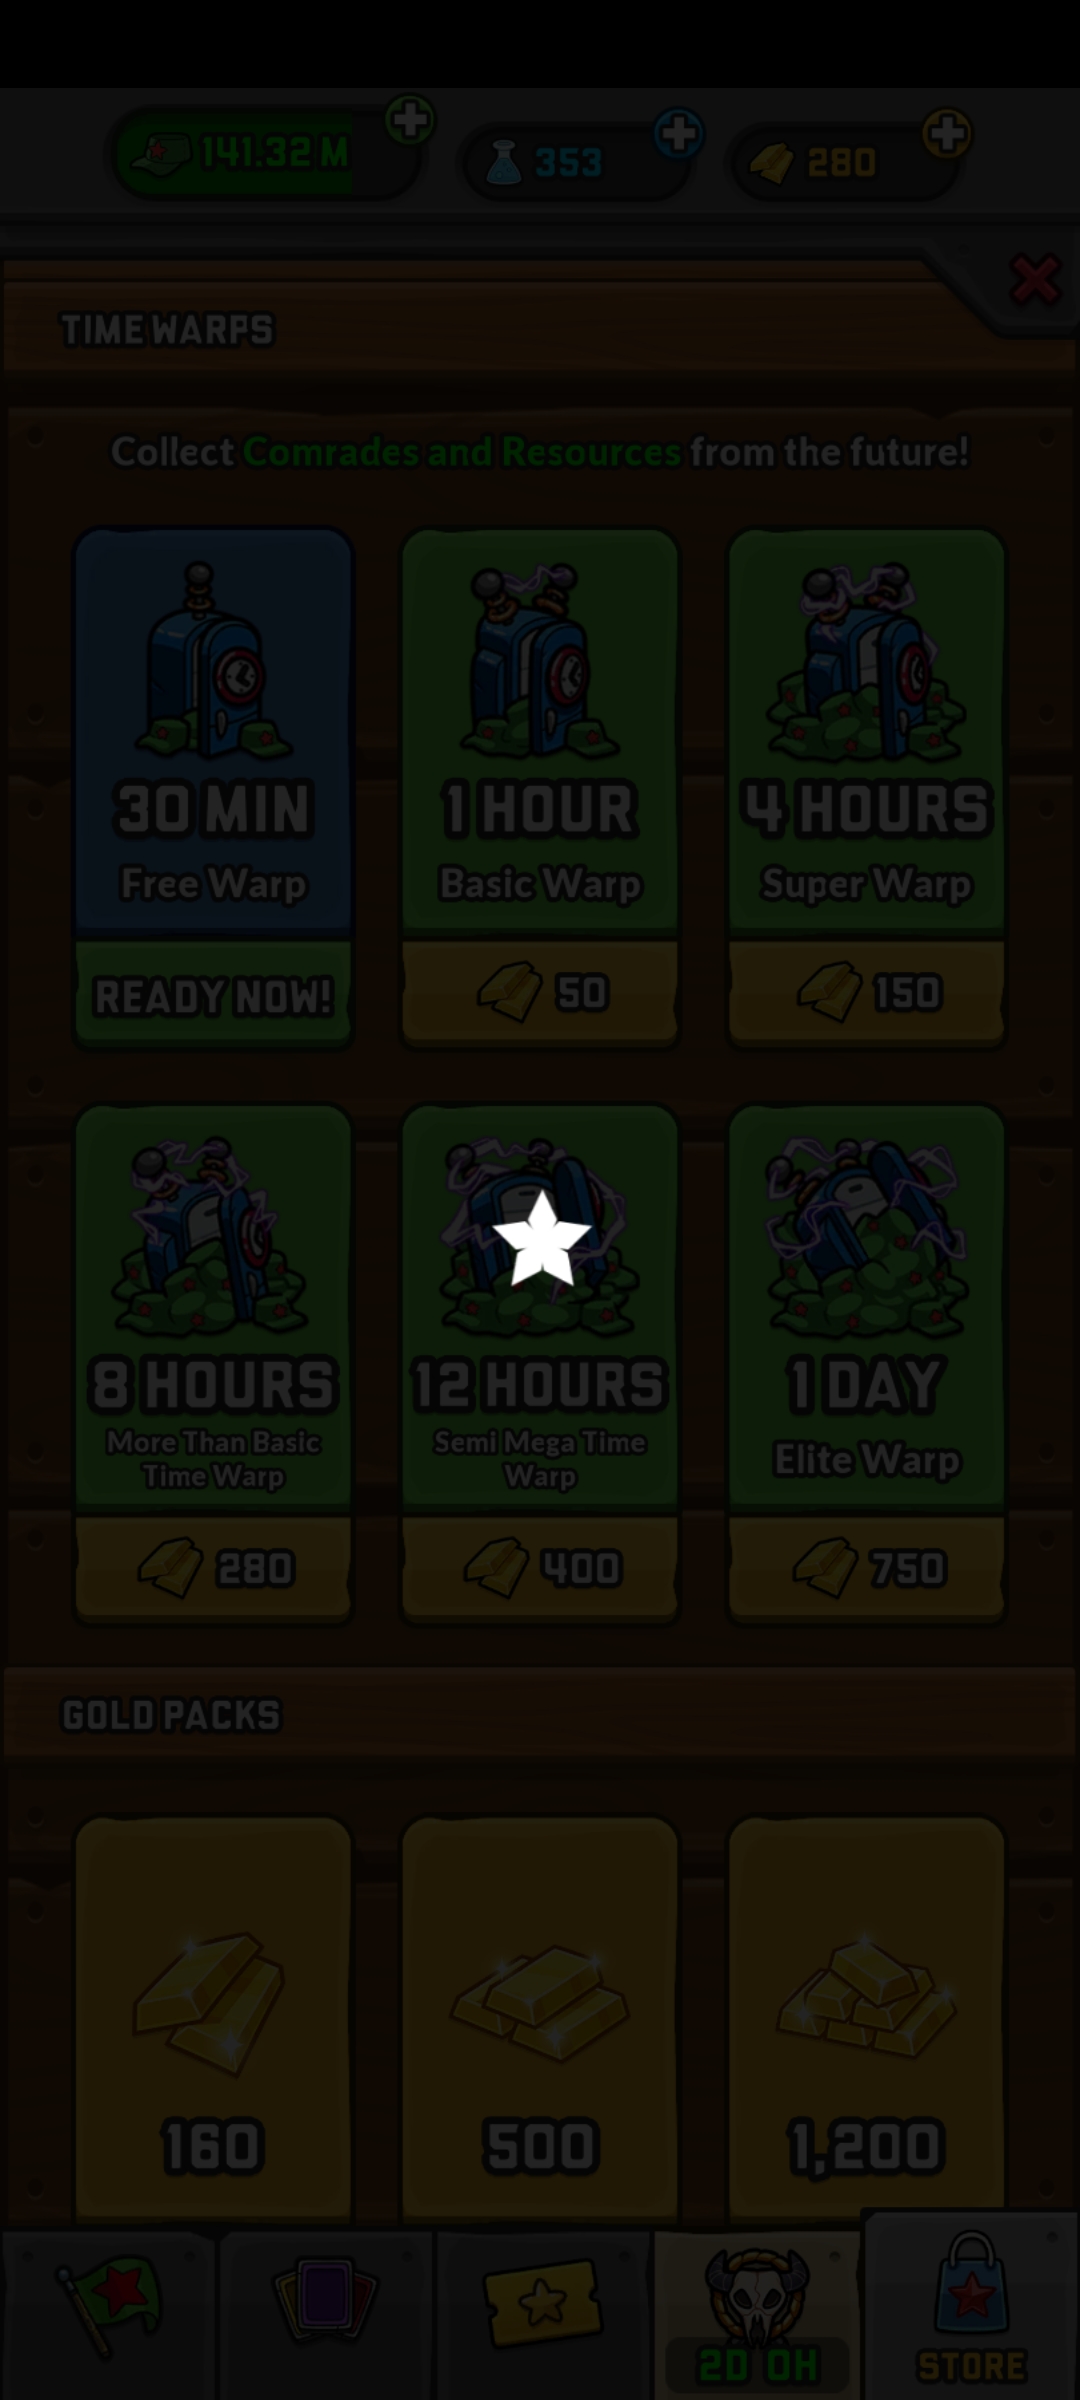 141.32 M
353
280
TIME WARPS
Collect Comrades and Resources from the future!
30 MIN
Free Warp
READY NOW!
1 HOUR
Basic Warp
50
4 HOURS
Super Warp
150
8 HOURS
More Than Basic
Time Warp
280
12 HOURS
Semi Mega Time
Warp
400
1 DAY
Elite Warp
750
GOLD PACKS
160
500
1,200
2D 0H
STORE